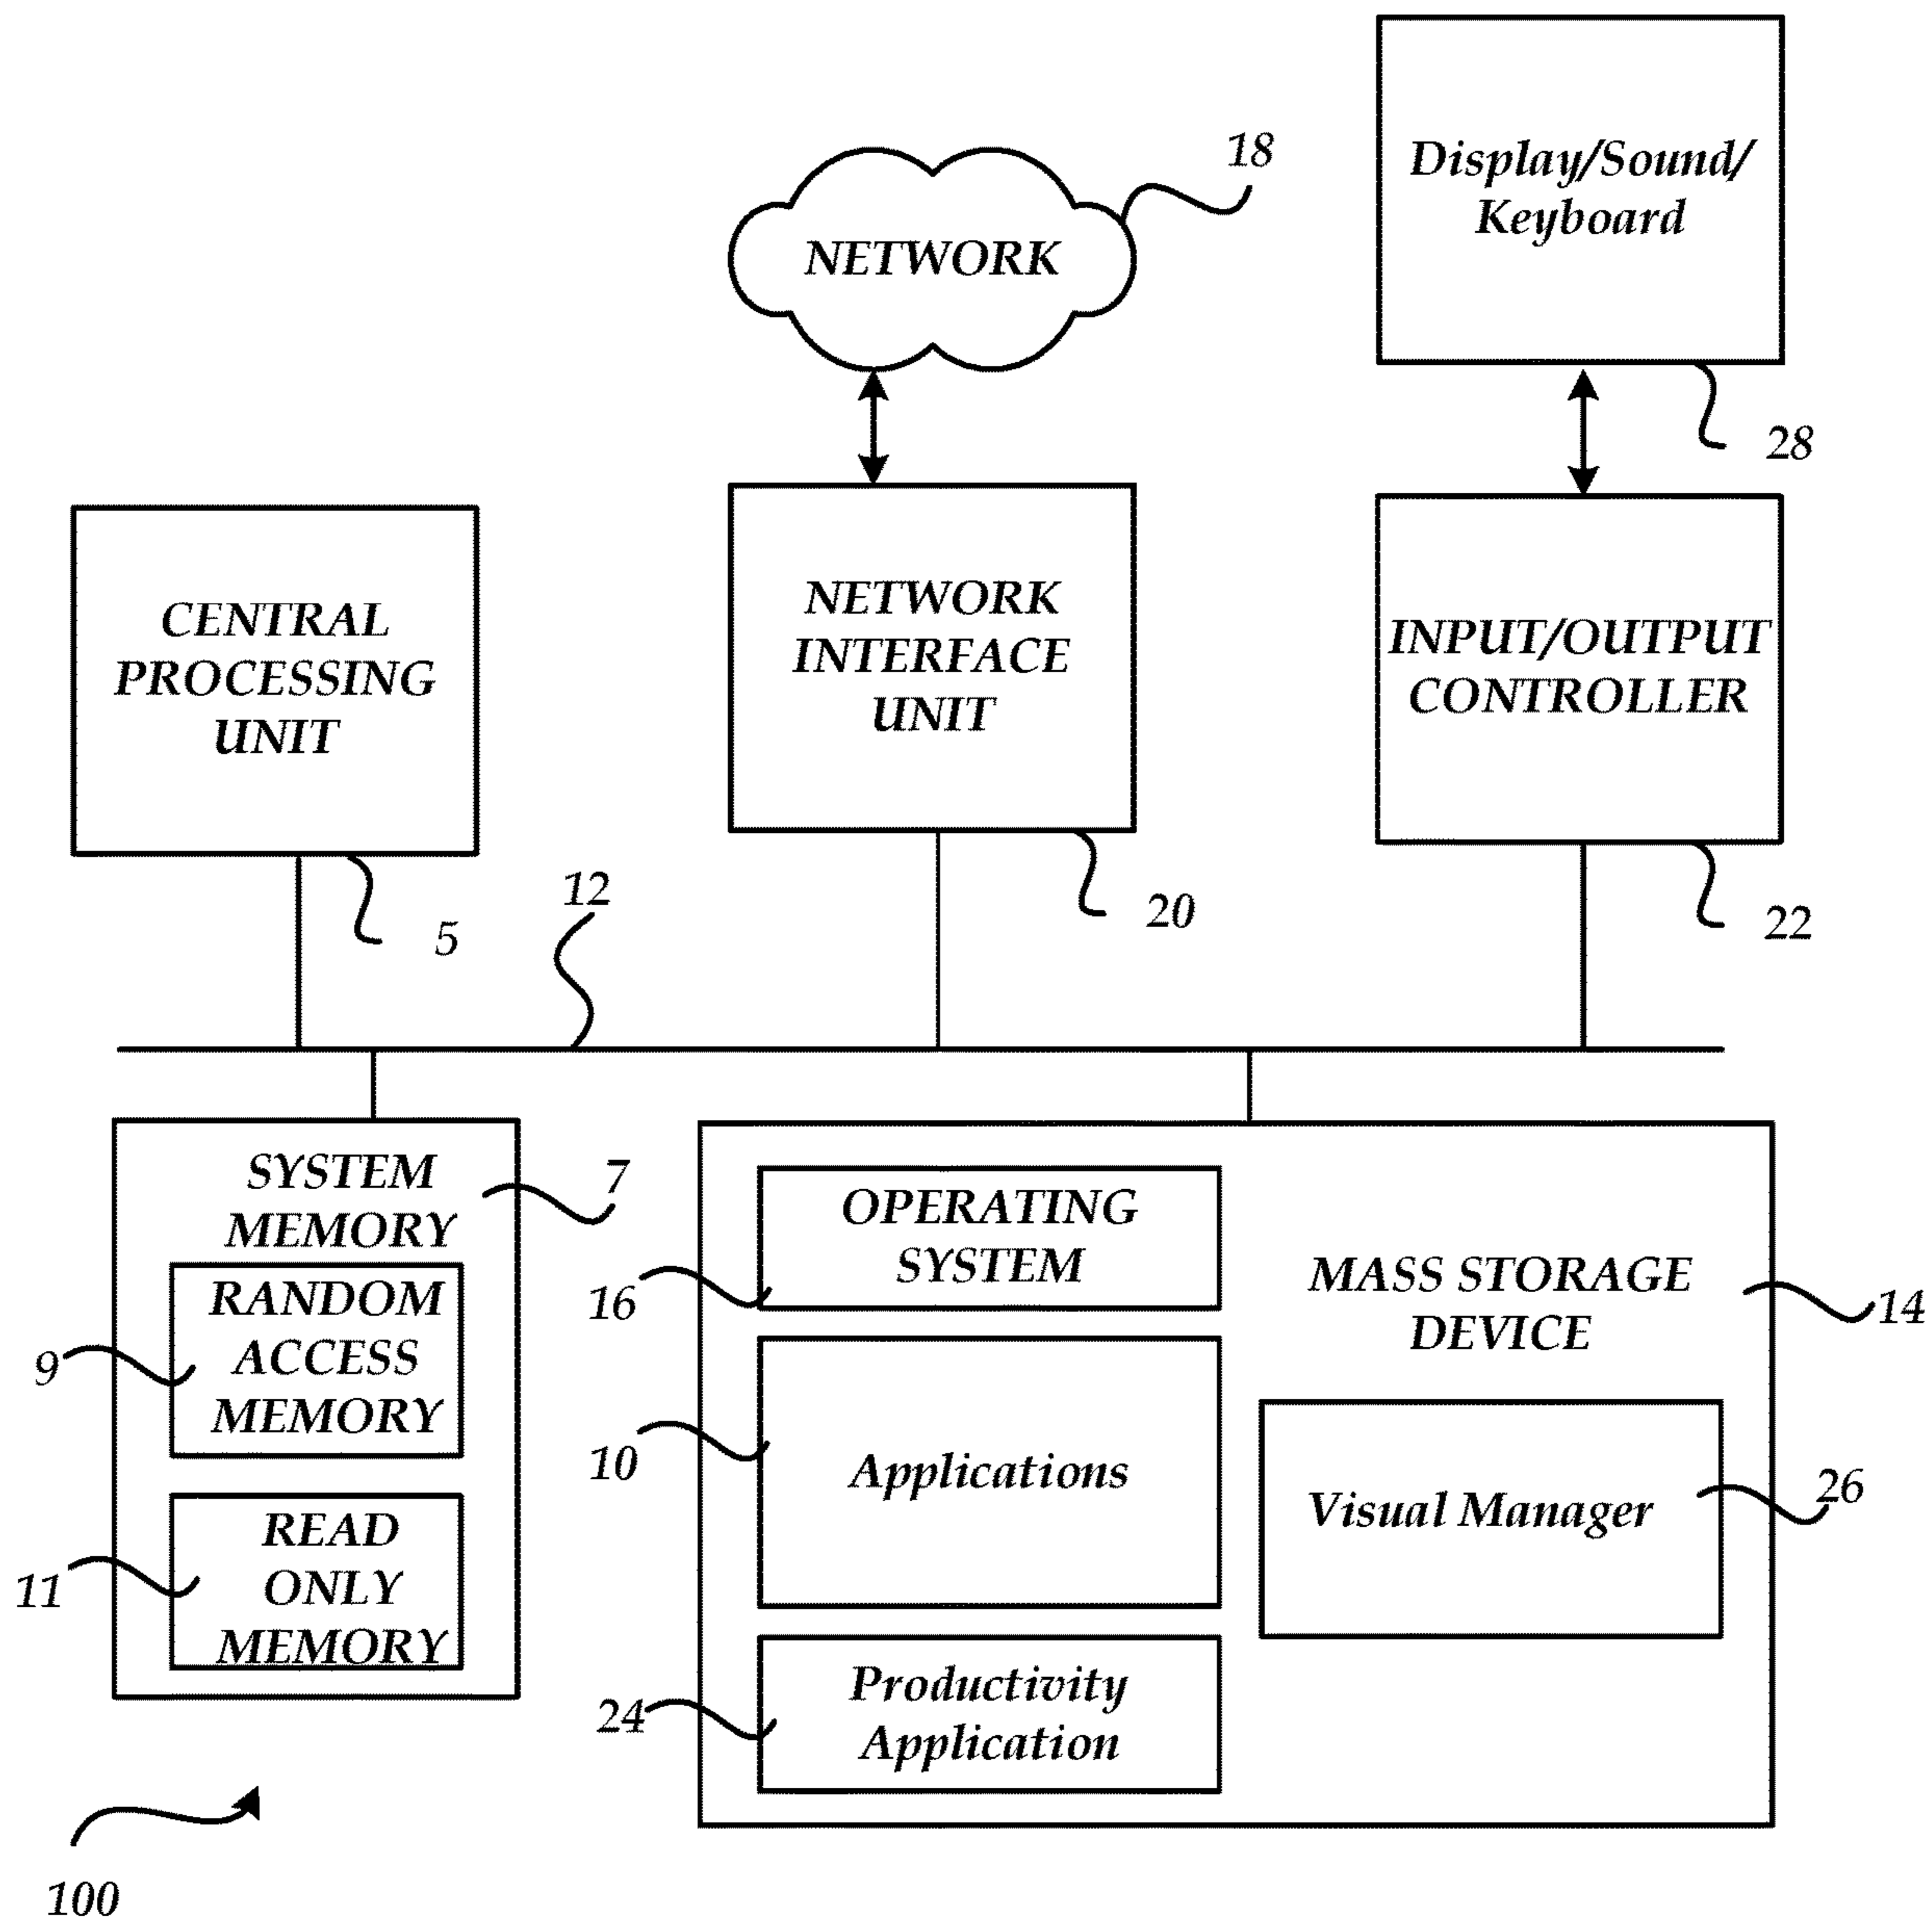 Display/Sound/
Keyboard
28
NETWORK
18
CENTRAL
PROCESSING
UNIT
5
NETWORK
INTERFACE
UNIT
20
INPUT/OUTPUT
CONTROLLER
22
12
SYSTEM
MEMORY
7
RANDOM
ACCESS
MEMORY
9
READ
ONLY
MEMORY
11
OPERATING
SYSTEM
16
MASS STORAGE
DEVICE
14
Applications
10
Visual Manager
26
Productivity
Application
24
100